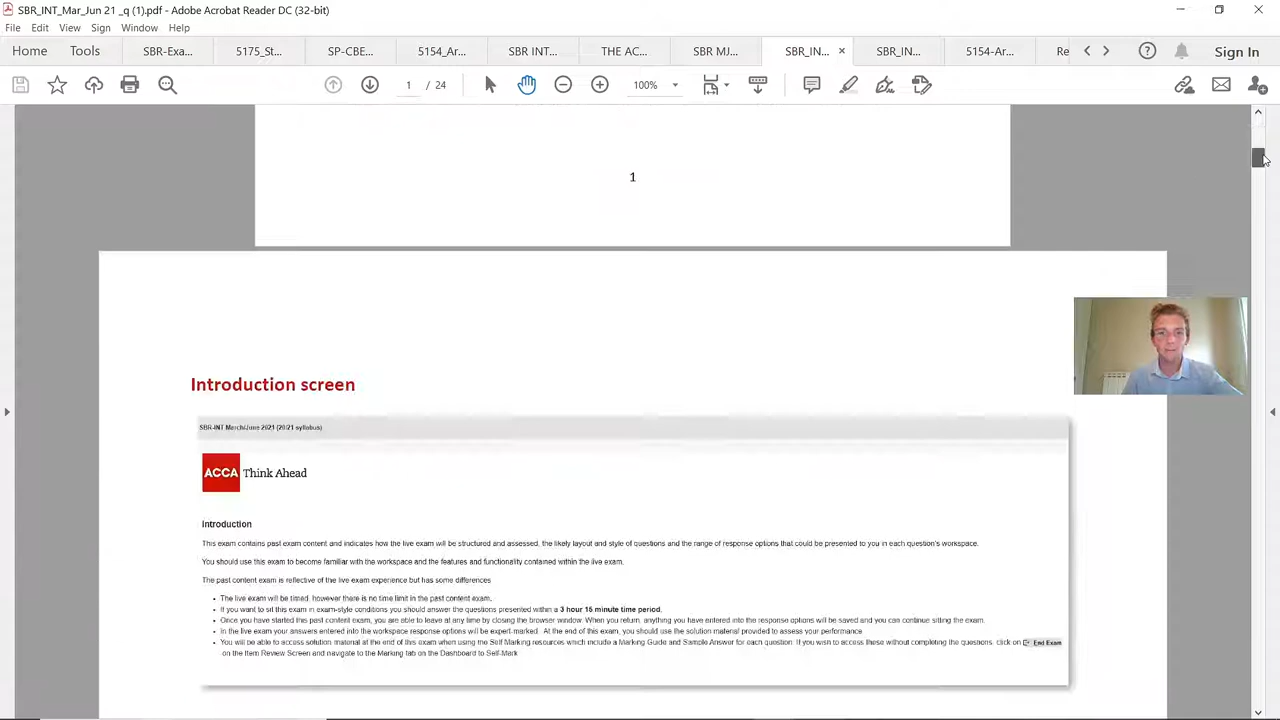 SBR_INT_Mar_Jun 21 _q (1).pdf - Adobe Acrobat Reader DC (32-bit)
File Edit View Sign Window Help
Home Tools SBR-Exa... 5175_St... SP-CBE... 5154_Ar... SBR INT... THE AC... SBR MJ... SBR_IN... × SBR_IN... 5154-Ar... Re Sign In
1 / 24 100%
1
Introduction screen
SBR-INT March/June 2021 (20/21 syllabus)
ACCA Think Ahead
Introduction
This exam contains past exam content and indicates how the live exam will be structured and assessed, the likely layout and style of questions and the range of response options that could be presented to you in each question's workspace.
You should use this exam to become familiar with the workspace and the features and functionality contained within the live exam.
The past content exam is reflective of the live exam experience but has some differences
• The live exam will be timed, however there is no time limit in the past content exam.
• If you want to sit this exam in exam-style conditions you should answer the questions presented within a 3 hour 15 minute time period.
• Once you have started this past content exam, you are able to leave at any time by closing the browser window. When you return, anything you have entered into the response options will be saved and you can continue sitting the exam.
• In the live exam your answers entered into the workspace response options will be expert-marked. At the end of this exam, you should use the solution material provided to assess your performance.
• You will be able to access solution material at the end of this exam when using the Self Marking resources which include a Marking Guide and Sample Answer for each question. If you wish to access these without completing the questions, click on End Exam
on the Item Review Screen and navigate to the Marking tab on the Dashboard to Self-Mark